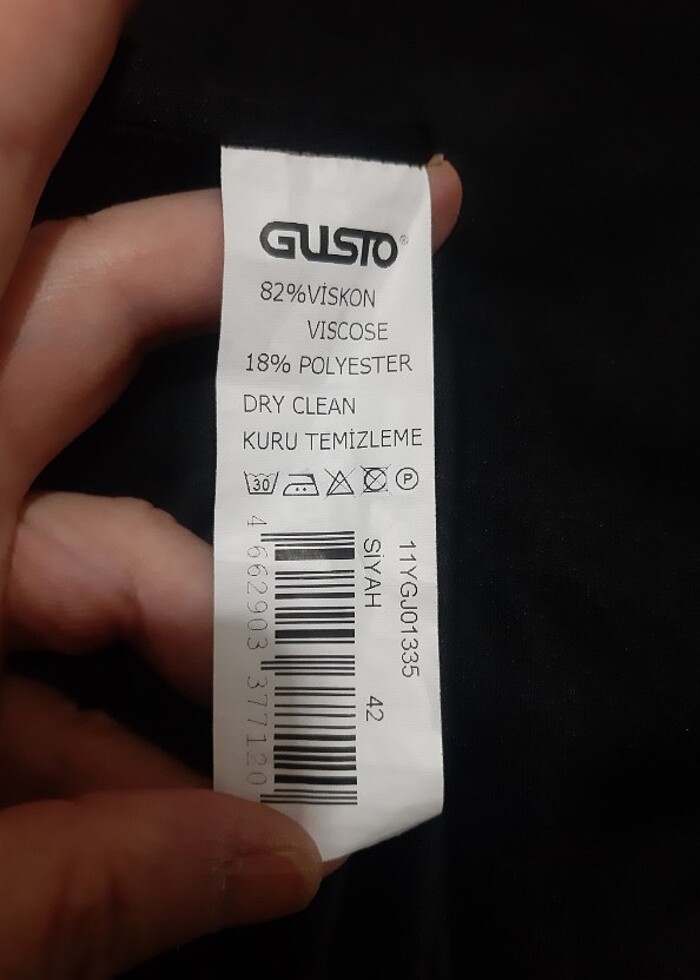 GUSTO®
82%VİSKON
VISCOSE
18% POLYESTER
DRY CLEAN
KURU TEMİZLEME
30 P
11YGJ01335
SİYAH 42
4 662903 377120